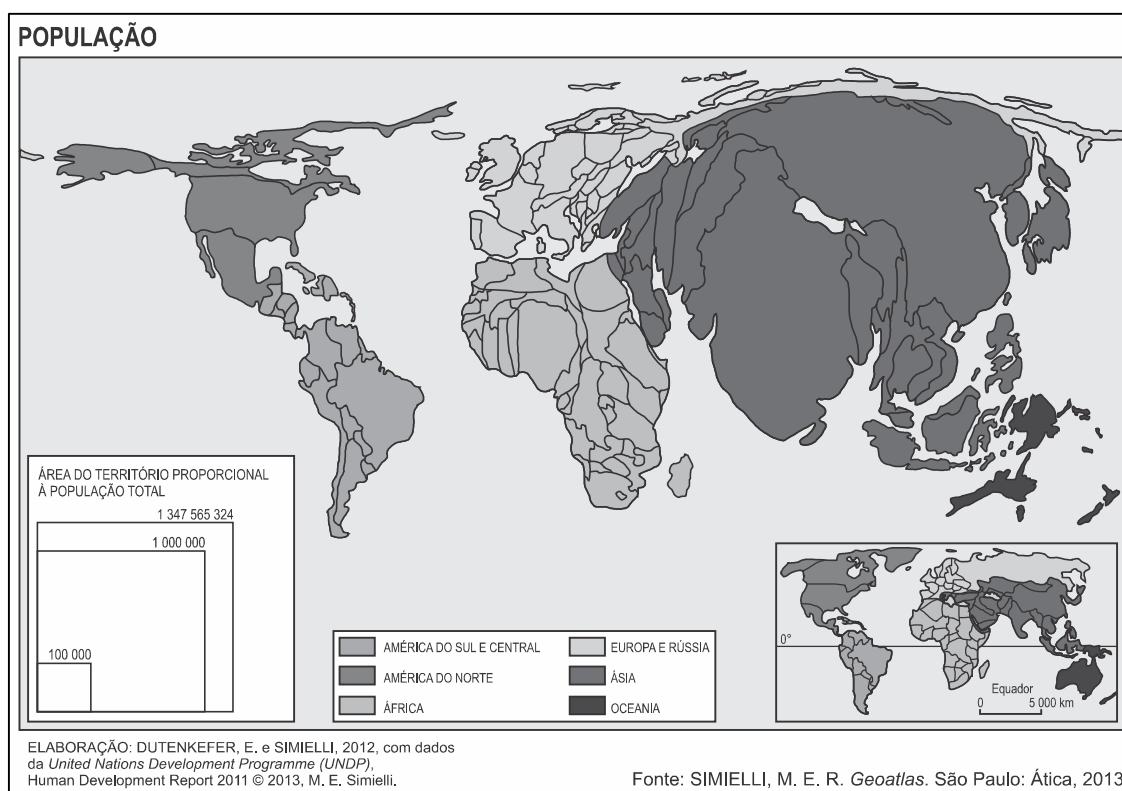 POPULAÇÃO
ÁREA DO TERRITÓRIO PROPORCIONAL
À POPULAÇÃO TOTAL
1 347 565 324
1 000 000
100 000
AMÉRICA DO SUL E CENTRAL
AMÉRICA DO NORTE
ÁFRICA
EUROPA E RÚSSIA
ÁSIA
OCEANIA
0°
Equador
0 5 000 km
ELABORAÇÃO: DUTENKEFER, E. e SIMIELLI, 2012, com dados
da United Nations Development Programme (UNDP),
Human Development Report 2011 © 2013, M. E. Simielli.
Fonte: SIMIELLI, M. E. R. Geoatlas. São Paulo: Ática, 2013